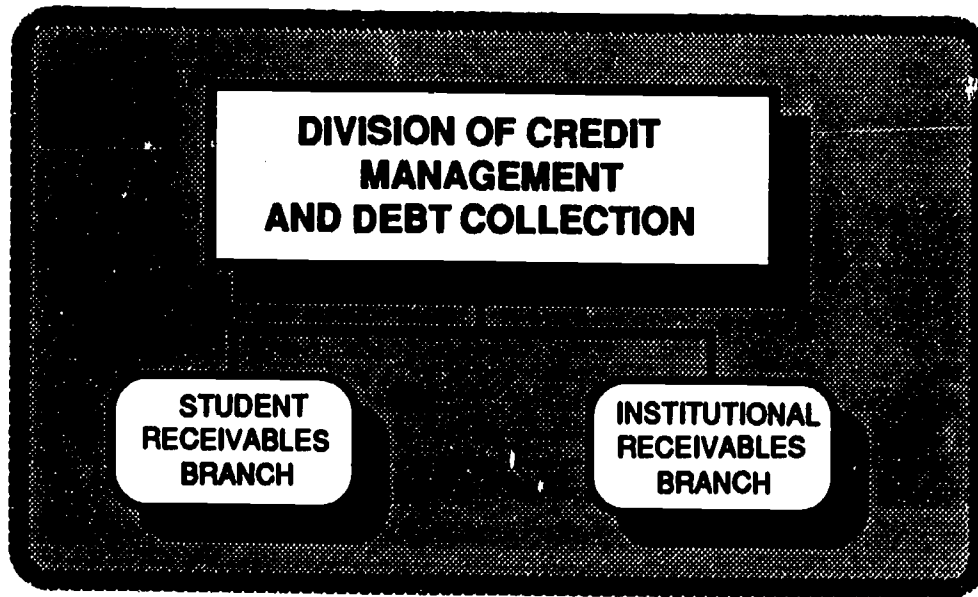 DIVISION OF CREDIT
MANAGEMENT
AND DEBT COLLECTION
STUDENT
RECEIVABLES
BRANCH
INSTITUTIONAL
RECEIVABLES
BRANCH